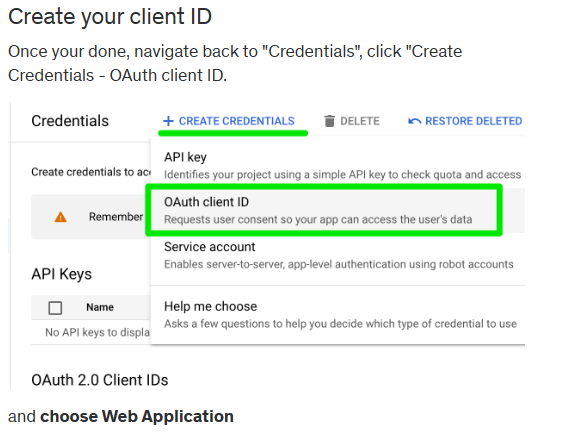 Create your client ID
Once your done, navigate back to "Credentials", click "Create
Credentials - OAuth client ID.
Credentials
+ CREATE CREDENTIALS
DELETE
RESTORE DELETED
API key
Identifies your project using a simple API key to check quota and access
Create credentials to acc
OAuth client ID
Requests user consent so your app can access the user's data
Remember
Service account
Enables server-to-server, app-level authentication using robot accounts
API Keys
Name
Help me choose
Asks a few questions to help you decide which type of credential to use
No API keys to displa
OAuth 2.0 Client IDs
and choose Web Application